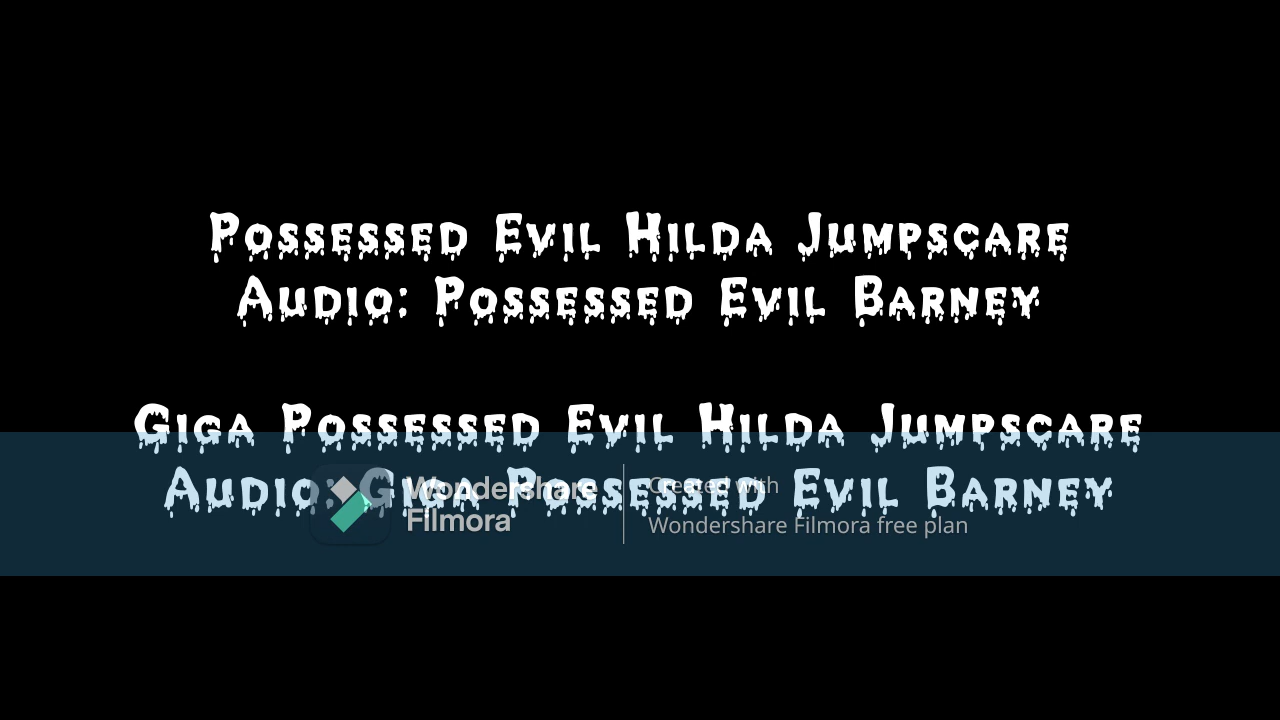 Possessed Evil Hilda Jumpscare
Audio: Possessed Evil Barney
Giga Possessed Evil Hilda Jumpscare
Audio: Giga Possessed Evil Barney
Wondershare
Filmora
Created with
Wondershare Filmora free plan